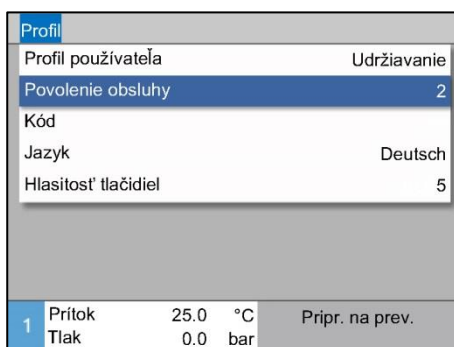 Profil
Profil používateľa Udržiavanie
Povolenie obsluhy 2
Kód
Jazyk Deutsch
Hlasitosť tlačidiel 5
1 Prítok 25.0 °C Pripr. na prev.
Tlak 0.0 bar